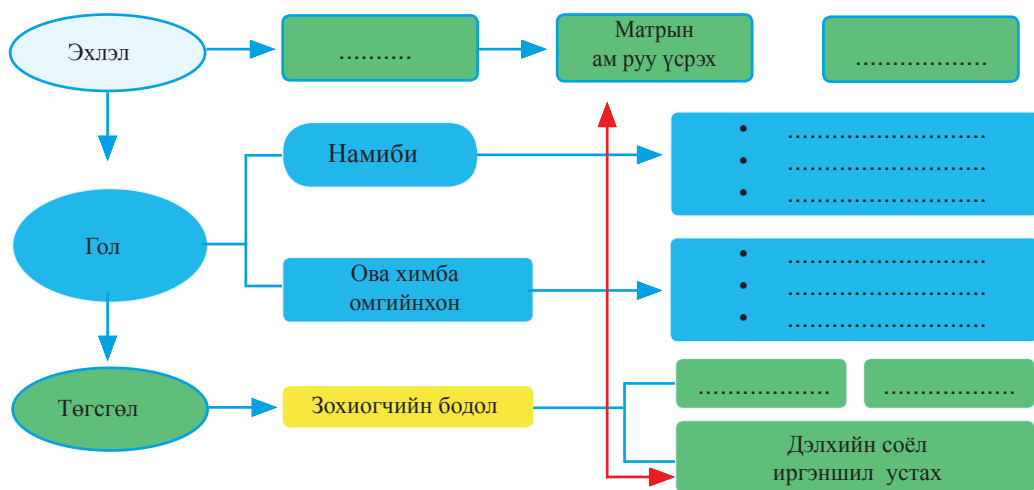 Эхлэл
..........
Матрын
ам руу үсрэх
..................
Намиби
• ...........................
• ...........................
• ...........................
Гол
Ова химба
омгийнхон
• ...........................
• ...........................
• ...........................
Төгсгөл
Зохиогчийн бодол
.................
..................
Дэлхийн соёл
иргэншил устах